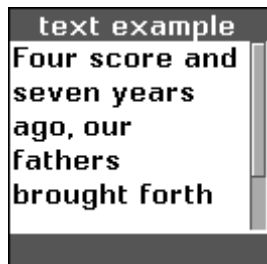 text example
Four score and
seven years
ago, our
fathers
brought forth